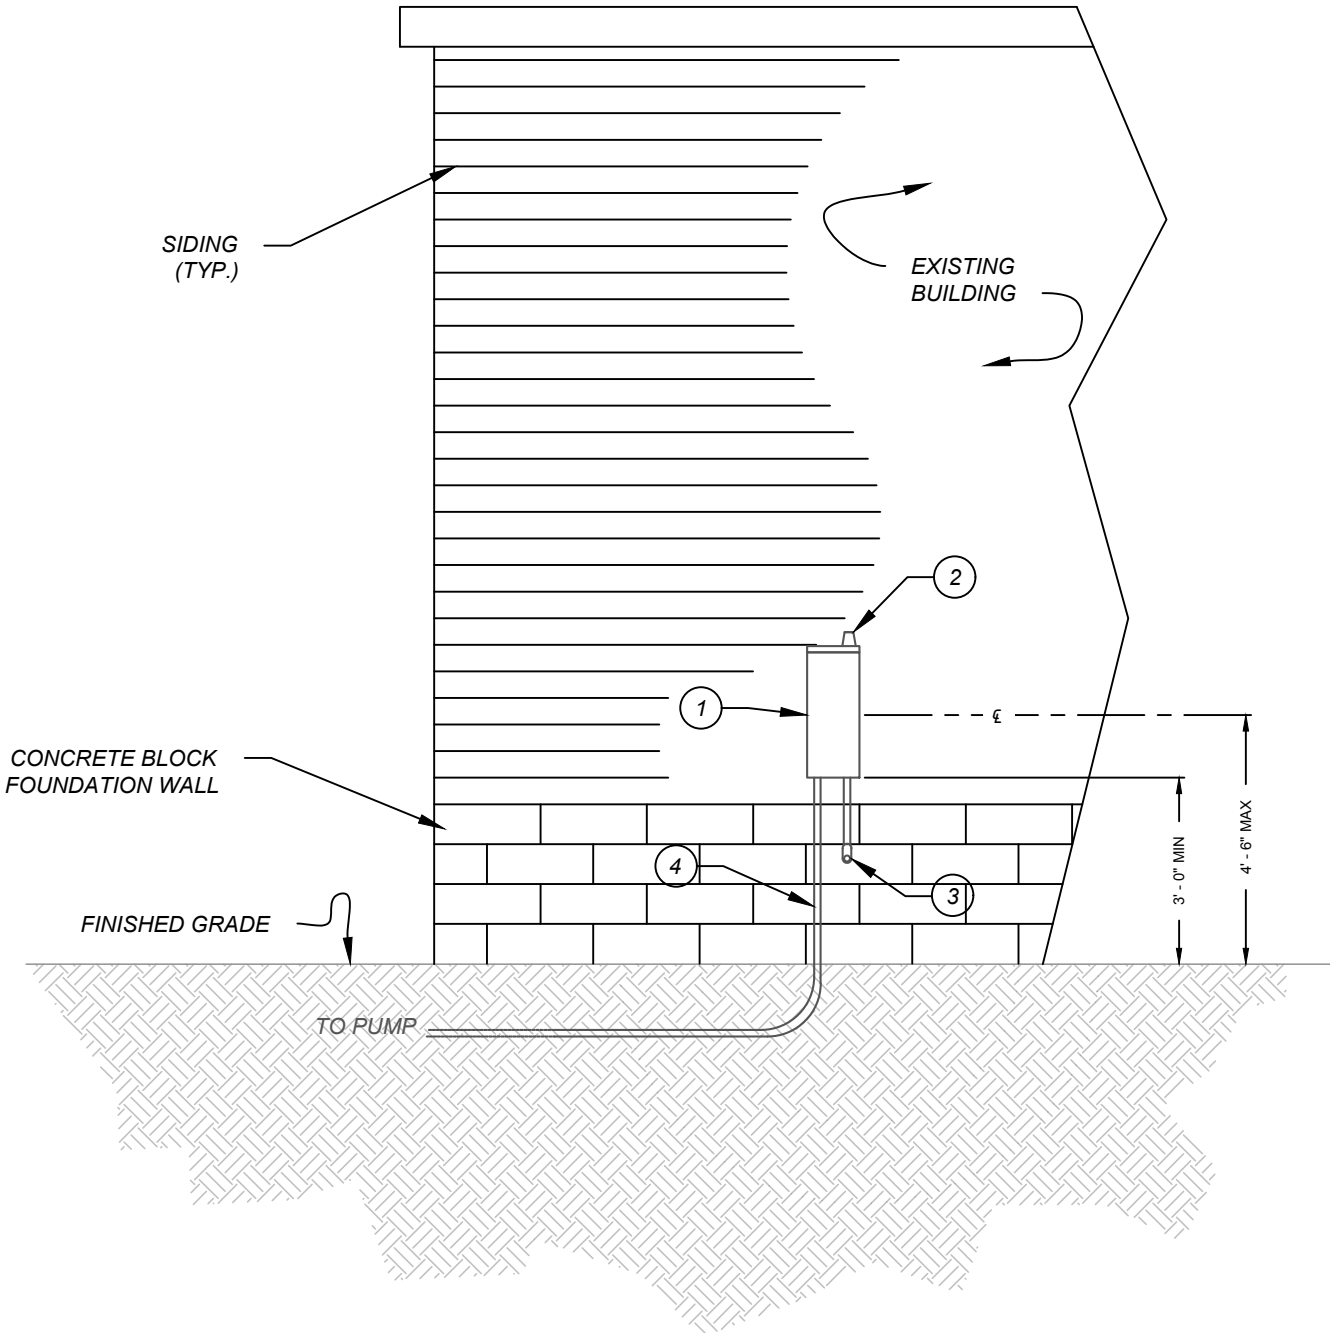 SIDING
(TYP.)
EXISTING
BUILDING
2
1
℄
CONCRETE BLOCK
FOUNDATION WALL
4' - 6" MAX
3' - 0" MIN
4
3
FINISHED GRADE
TO PUMP